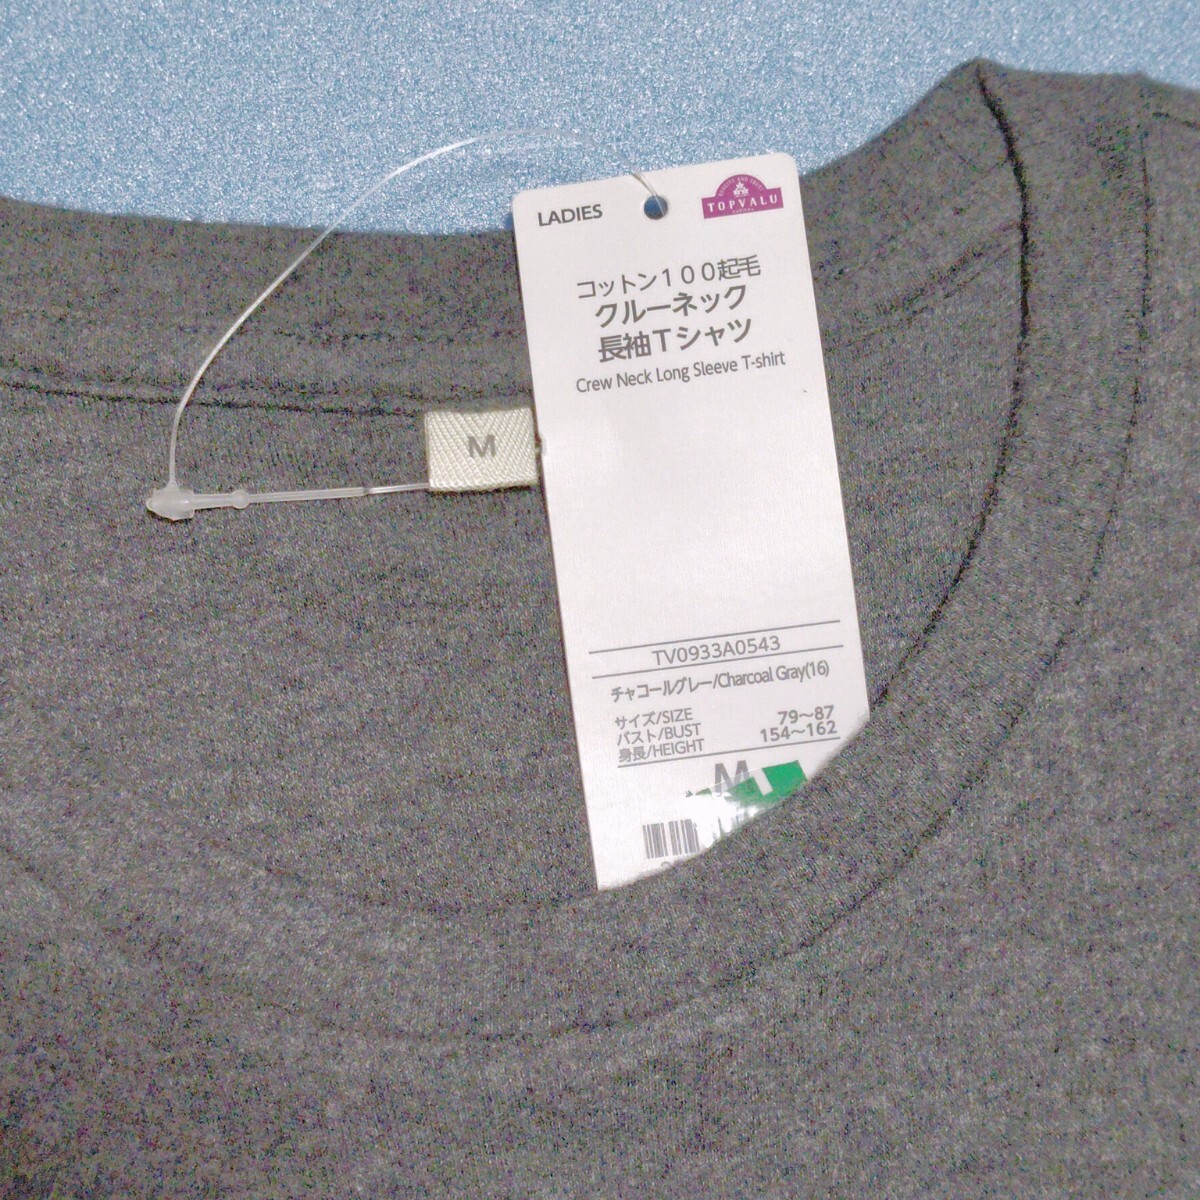 LADIES
TOPVALU
コットン１００起毛
クルーネック
長袖Tシャツ
Crew Neck Long Sleeve T-shirt
M
TV0933A0543
チャコールグレー/Charcoal Gray(16)
サイズ/SIZE
バスト/BUST 79～87
身長/HEIGHT 154～162
M